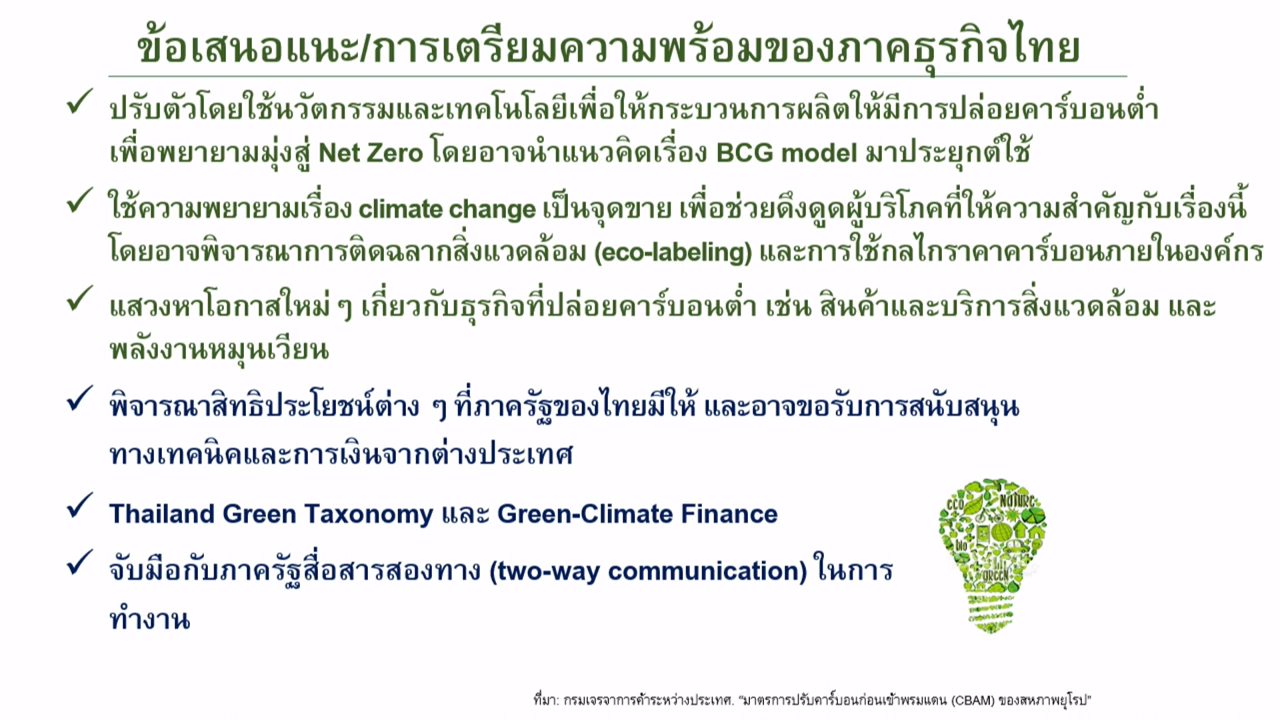 ข้อเสนอแนะ/การเตรียมความพร้อมของภาคธุรกิจไทย
✓ ปรับตัวโดยใช้นวัตกรรมและเทคโนโลยีเพื่อให้กระบวนการผลิตให้มีการปล่อยคาร์บอนต่ำ
เพื่อพยายามมุ่งสู่ Net Zero โดยอาจนำแนวคิดเรื่อง BCG model มาประยุกต์ใช้
✓ ใช้ความพยายามเรื่อง climate change เป็นจุดขาย เพื่อช่วยดึงดูดผู้บริโภคที่ให้ความสำคัญกับเรื่องนี้
โดยอาจพิจารณาการติดฉลากสิ่งแวดล้อม (eco-labeling) และการใช้กลไกราคาคาร์บอนภายในองค์กร
✓ แสวงหาโอกาสใหม่ ๆ เกี่ยวกับธุรกิจที่ปล่อยคาร์บอนต่ำ เช่น สินค้าและบริการสิ่งแวดล้อม และ
พลังงานหมุนเวียน
✓ พิจารณาสิทธิประโยชน์ต่าง ๆ ที่ภาครัฐของไทยมีให้ และอาจขอรับการสนับสนุน
ทางเทคนิคและการเงินจากต่างประเทศ
✓ Thailand Green Taxonomy และ Green-Climate Finance
✓ จับมือกับภาครัฐสื่อสารสองทาง (two-way communication) ในการ
ทำงาน
eco NATURE
bio
GREEN
ที่มา: กรมเจรจาการค้าระหว่างประเทศ. "มาตรการปรับคาร์บอนก่อนเข้าพรมแดน (CBAM) ของสหภาพยุโรป"